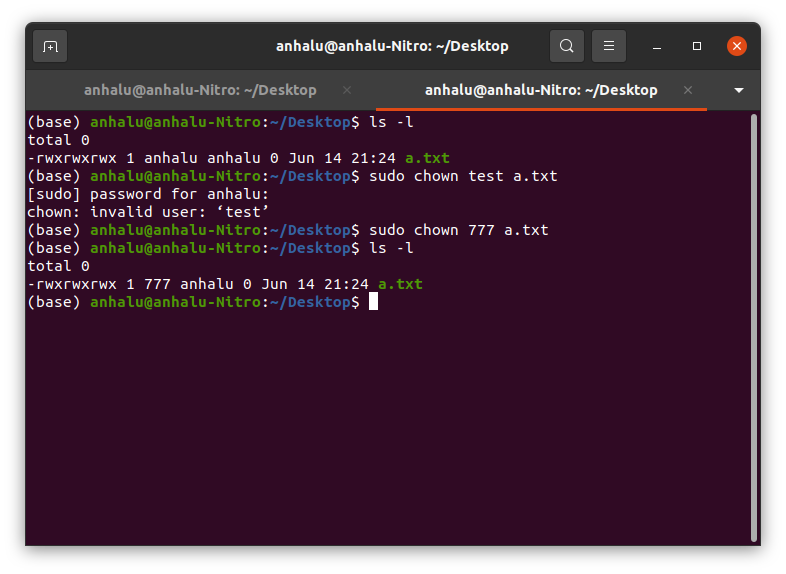 anhalu@anhalu-Nitro: ~/Desktop
anhalu@anhalu-Nitro: ~/Desktop
anhalu@anhalu-Nitro: ~/Desktop
(base) anhalu@anhalu-Nitro:~/Desktop$ ls -l
total 0
-rwxrwxrwx 1 anhalu anhalu 0 Jun 14 21:24 a.txt
(base) anhalu@anhalu-Nitro:~/Desktop$ sudo chown test a.txt
[sudo] password for anhalu:
chown: invalid user: ‘test’
(base) anhalu@anhalu-Nitro:~/Desktop$ sudo chown 777 a.txt
(base) anhalu@anhalu-Nitro:~/Desktop$ ls -l
total 0
-rwxrwxrwx 1 777 anhalu 0 Jun 14 21:24 a.txt
(base) anhalu@anhalu-Nitro:~/Desktop$